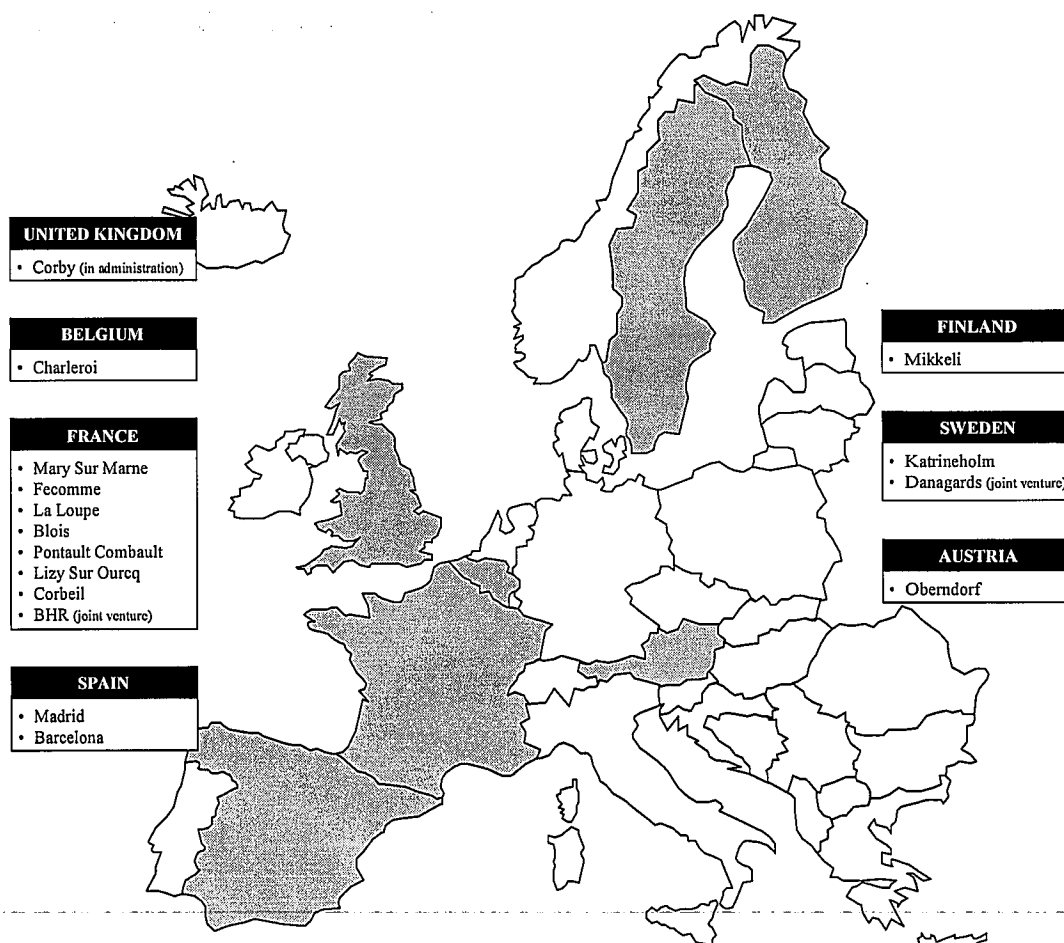 UNITED KINGDOM
• Corby (in administration)
BELGIUM
• Charleroi
FRANCE
• Mary Sur Marne
• Fecomme
• La Loupe
• Blois
• Pontault Combault
• Lizy Sur Ourcq
• Corbeil
• BHR (joint venture)
SPAIN
• Madrid
• Barcelona
FINLAND
• Mikkeli
SWEDEN
• Katrineholm
• Danagards (joint venture)
AUSTRIA
• Oberndorf